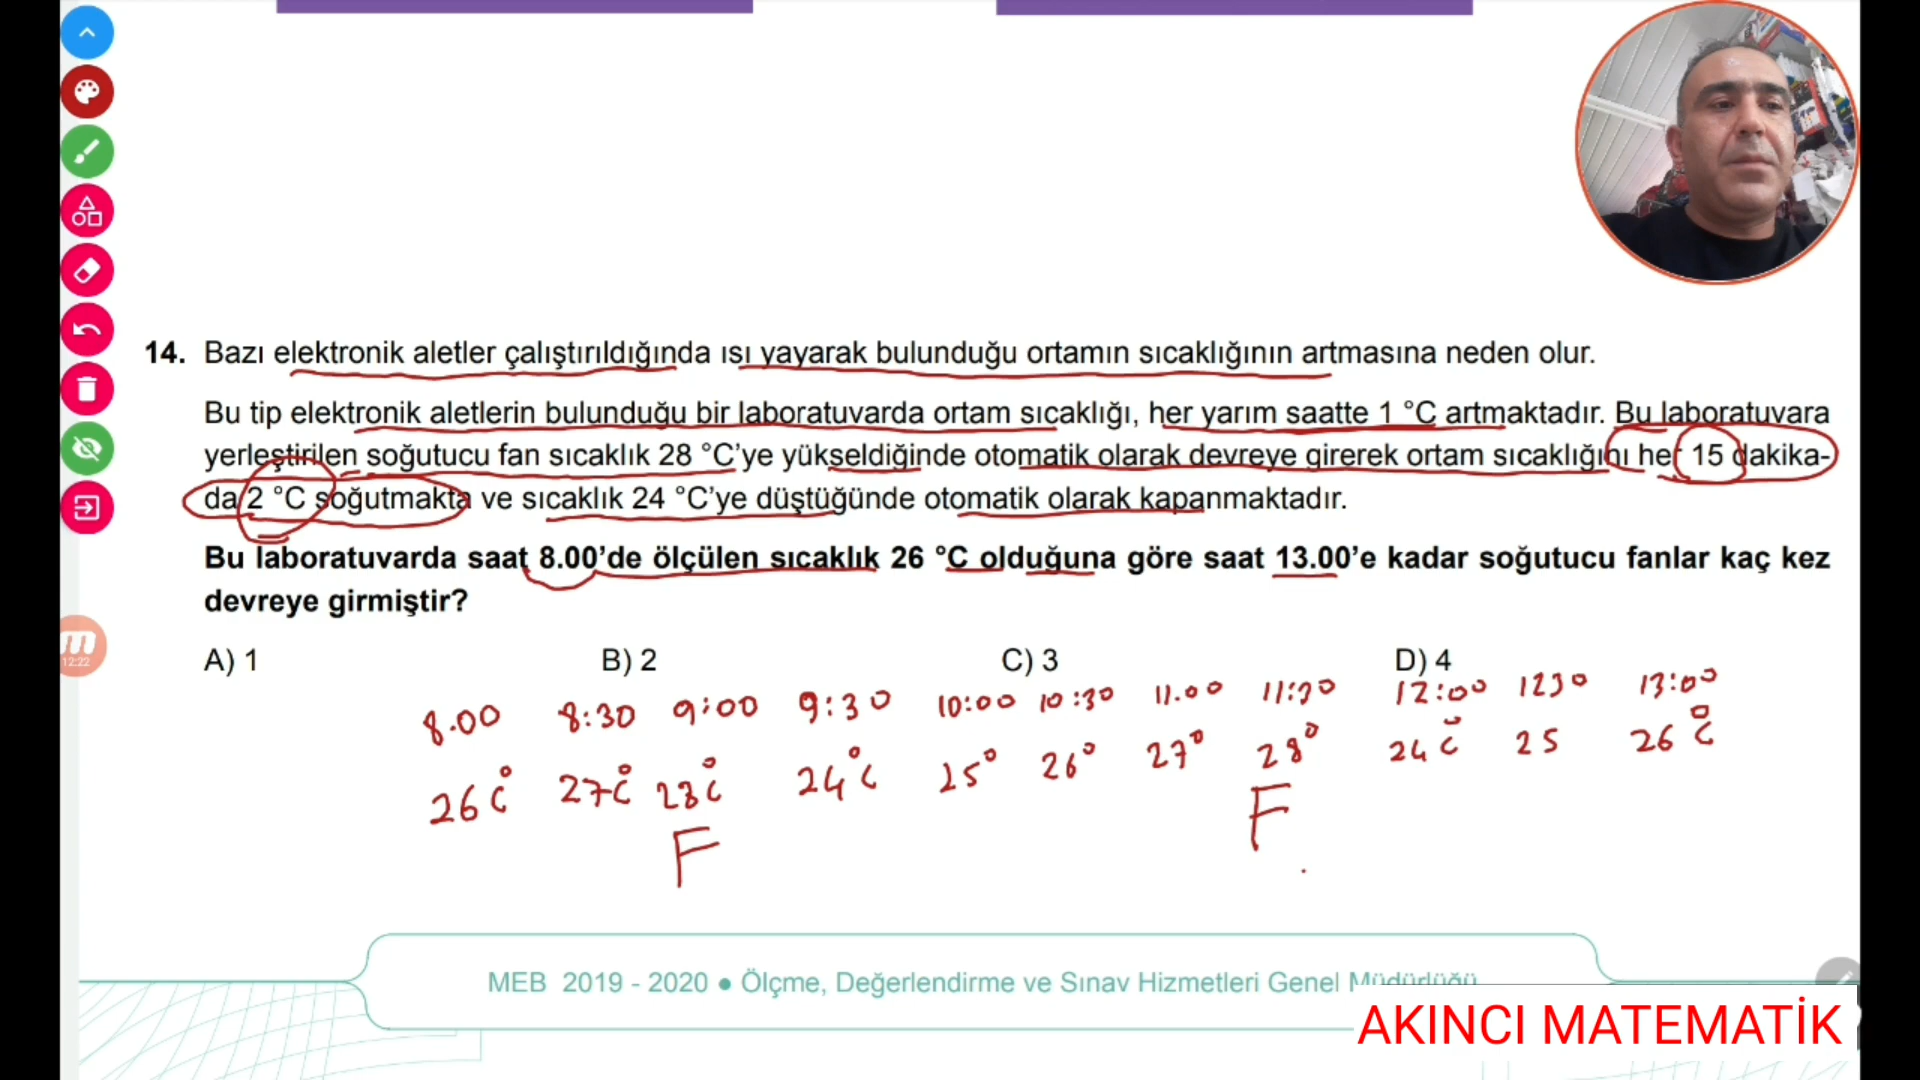 14. Bazı elektronik aletler çalıştırıldığında ısı yayarak bulunduğu ortamın sıcaklığının artmasına neden olur.
Bu tip elektronik aletlerin bulunduğu bir laboratuvarda ortam sıcaklığı, her yarım saatte 1 °C artmaktadır. Bu laboratuvara
yerleştirilen soğutucu fan sıcaklık 28 °C’ye yükseldiğinde otomatik olarak devreye girerek ortam sıcaklığını her 15 dakika-
da 2 °C soğutmakta ve sıcaklık 24 °C’ye düştüğünde otomatik olarak kapanmaktadır.
Bu laboratuvarda saat 8.00’de ölçülen sıcaklık 26 °C olduğuna göre saat 13.00’e kadar soğutucu fanlar kaç kez
devreye girmiştir?
A) 1 B) 2 C) 3 D) 4
8.00 8:30 9:00 9:30 10:00 10:30 11.00 11:30 12:00 1230 13:00
26°C 27°C 28°C 24°C 25° 26° 27° 28° 24°C 25 26°C
F F
12:22
MEB 2019 - 2020 ● Ölçme, Değerlendirme ve Sınav Hizmetleri Genel Müdürlüğü
AKINCI MATEMATİK